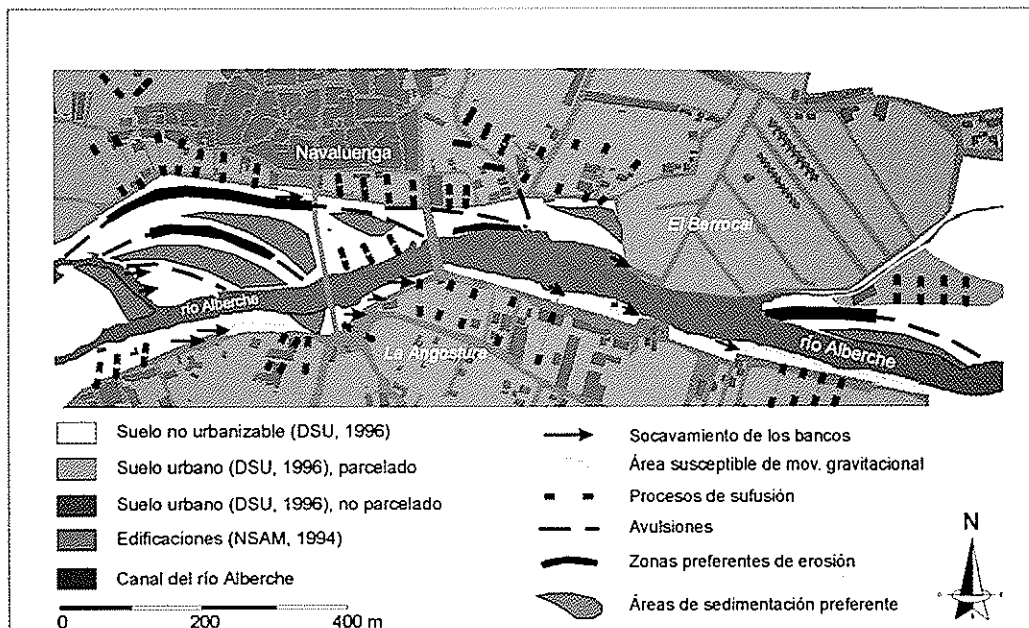 Navaluenga
El Barrocal
río Alberche
La Angostura
río Alberche
Suelo no urbanizable (DSU, 1996)
Suelo urbano (DSU, 1996), parcelado
Suelo urbano (DSU, 1996), no parcelado
Edificaciones (NSAM, 1994)
Canal del río Alberche
0 200 400 m
Socavamiento de los bancos
Área susceptible de mov. gravitacional
Procesos de sufusión
Avulsiones
Zonas preferentes de erosión
Áreas de sedimentación preferente
N